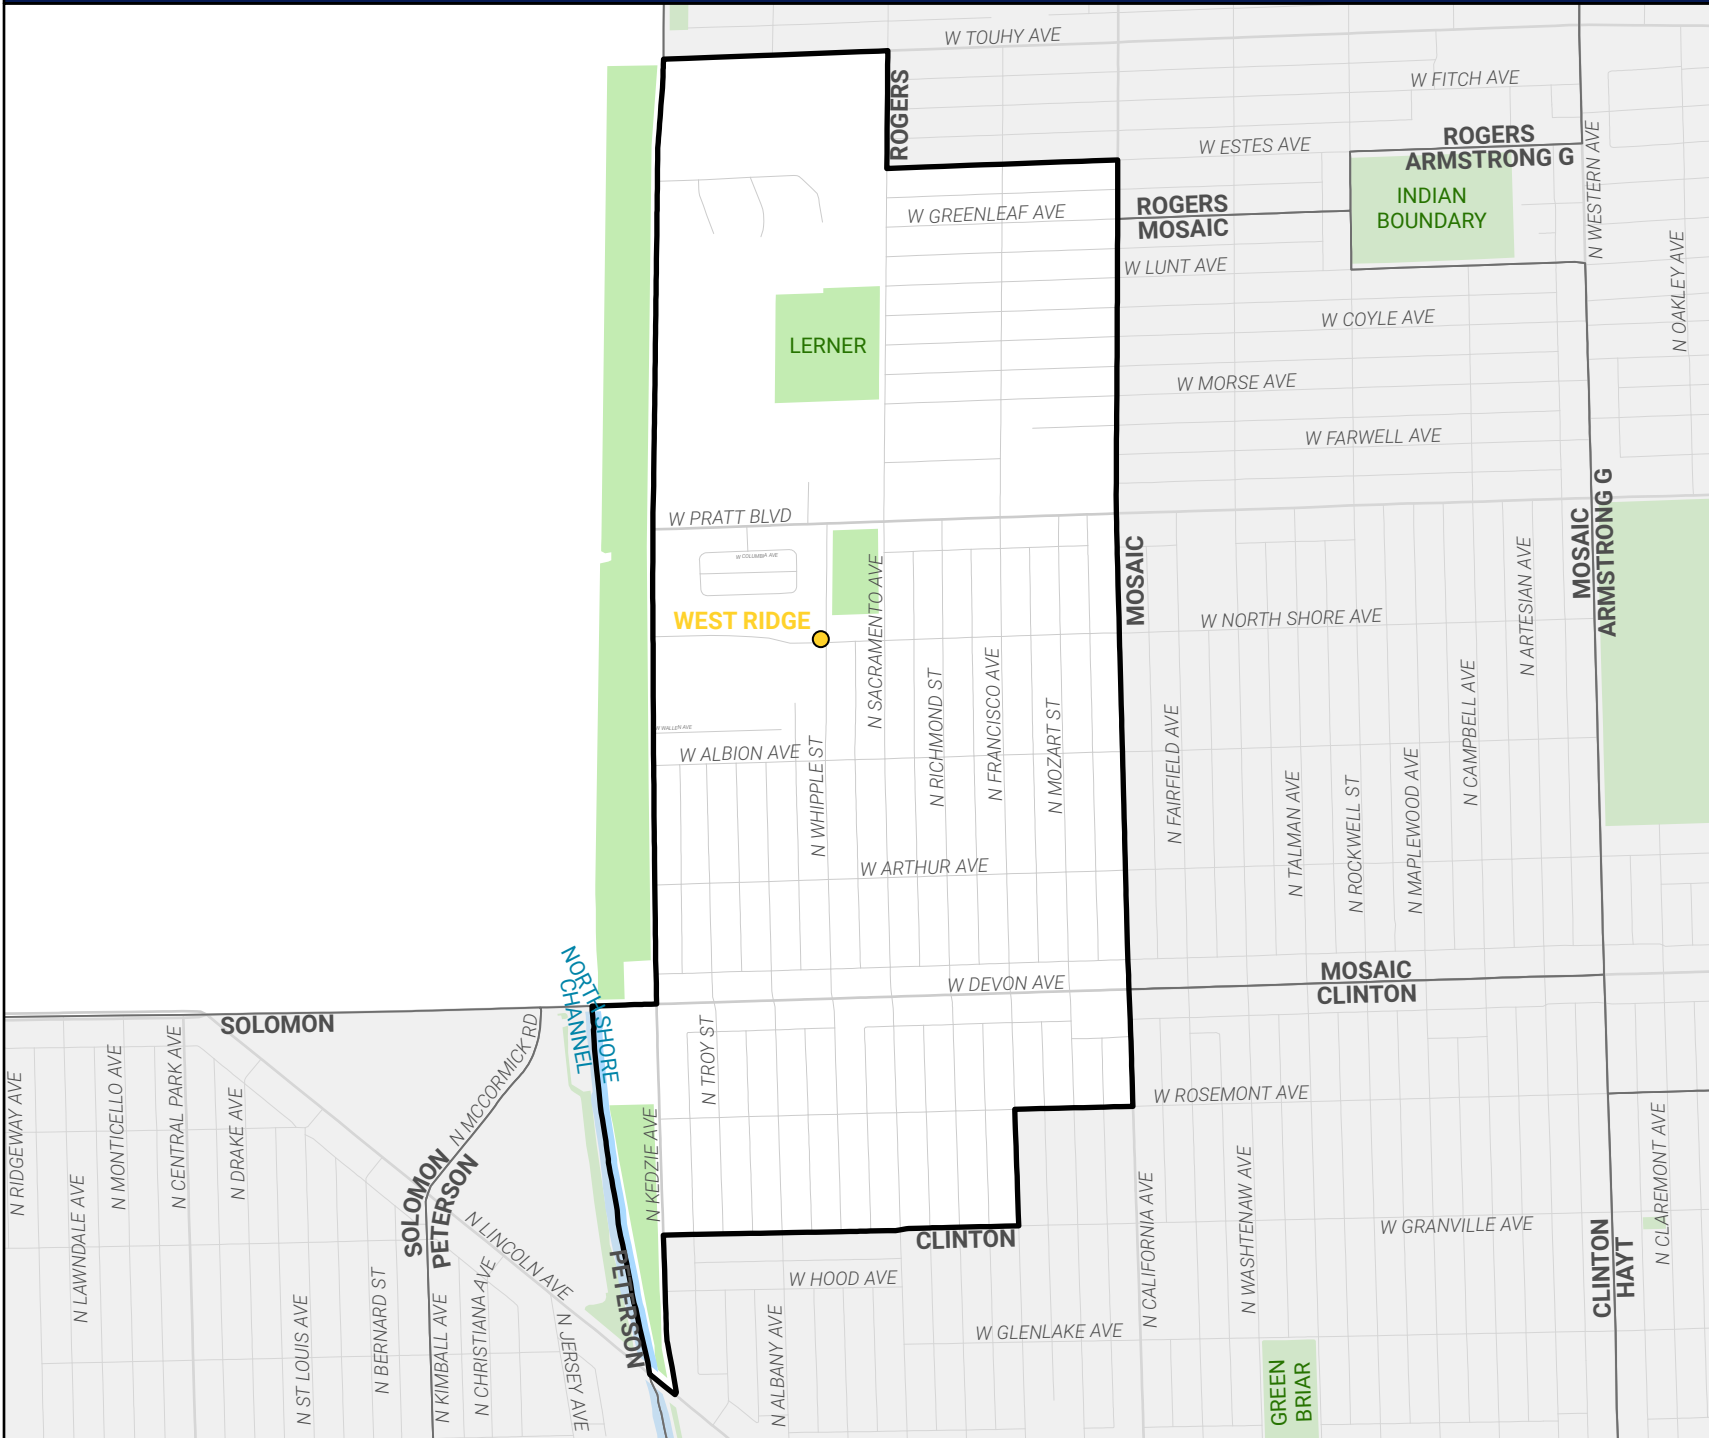 W TOUHY AVE
W FITCH AVE
ROGERS
ROGERS
ARMSTRONG G
W ESTES AVE
N WESTERN AVE
INDIAN
BOUNDARY
ROGERS
MOSAIC
W GREENLEAF AVE
W LUNT AVE
N OAKLEY AVE
W COYLE AVE
LERNER
W MORSE AVE
W FARWELL AVE
W PRATT BLVD
W COLUMBIA AVE
MOSAIC
MOSAIC
ARMSTRONG G
N SACRAMENTO AVE
WEST RIDGE
W NORTH SHORE AVE
N ARTESIAN AVE
N RICHMOND ST
N FRANCISCO AVE
N MOZART ST
N CAMPBELL AVE
W WALLEN AVE
W ALBION AVE
N WHIPPLE ST
N FAIRFIELD AVE
N TALMAN AVE
N ROCKWELL ST
N MAPLEWOOD AVE
W ARTHUR AVE
NORTH SHORE
CHANNEL
W DEVON AVE
MOSAIC
CLINTON
SOLOMON
N MCCORMICK RD
N TROY ST
N RIDGEWAY AVE
N MONTICELLO AVE
N CENTRAL PARK AVE
N DRAKE AVE
W ROSEMONT AVE
N LAWNDALE AVE
SOLOMON
PETERSON
N KEDZIE AVE
N CALIFORNIA AVE
N WASHTENAW AVE
N CLAREMONT AVE
W GRANVILLE AVE
N LINCOLN AVE
CLINTON
CLINTON
HAYT
PETERSON
W HOOD AVE
N ST LOUIS AVE
N BERNARD ST
N KIMBALL AVE
N CHRISTIANA AVE
N JERSEY AVE
N ALBANY AVE
W GLENLAKE AVE
GREEN
BRIAR